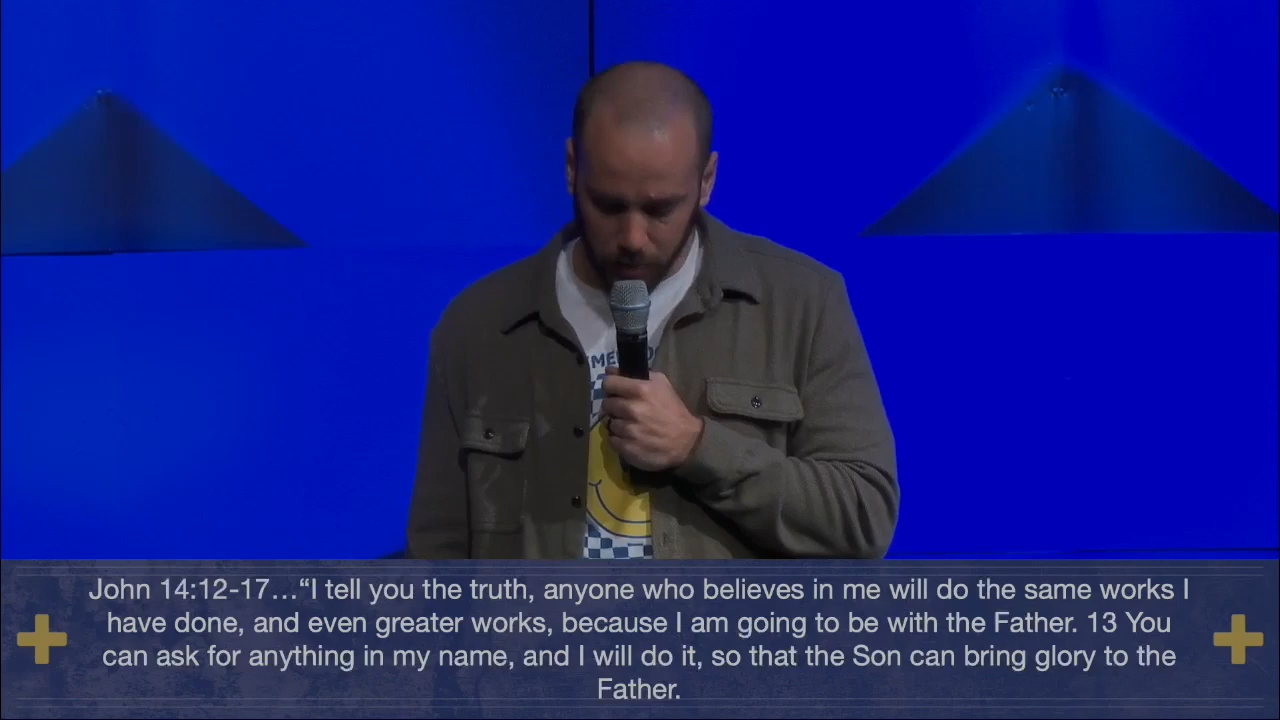 John 14:12-17…“I tell you the truth, anyone who believes in me will do the same works I
have done, and even greater works, because I am going to be with the Father. 13 You
can ask for anything in my name, and I will do it, so that the Son can bring glory to the
Father.